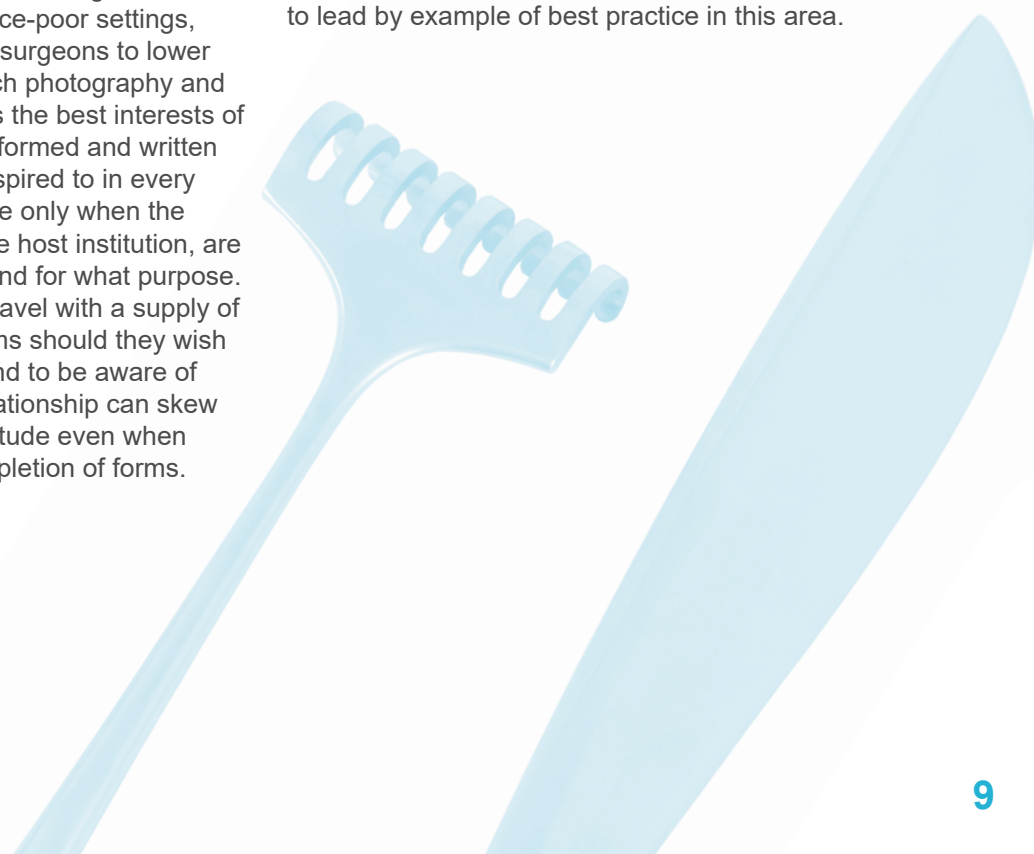 ce-poor settings,
surgeons to lower
ch photography and
s the best interests of
formed and written
spired to in every
e only when the
e host institution, are
nd for what purpose.
avel with a supply of
ns should they wish
nd to be aware of
ationship can skew
tude even when
pletion of forms.
to lead by example of best practice in this area.
9